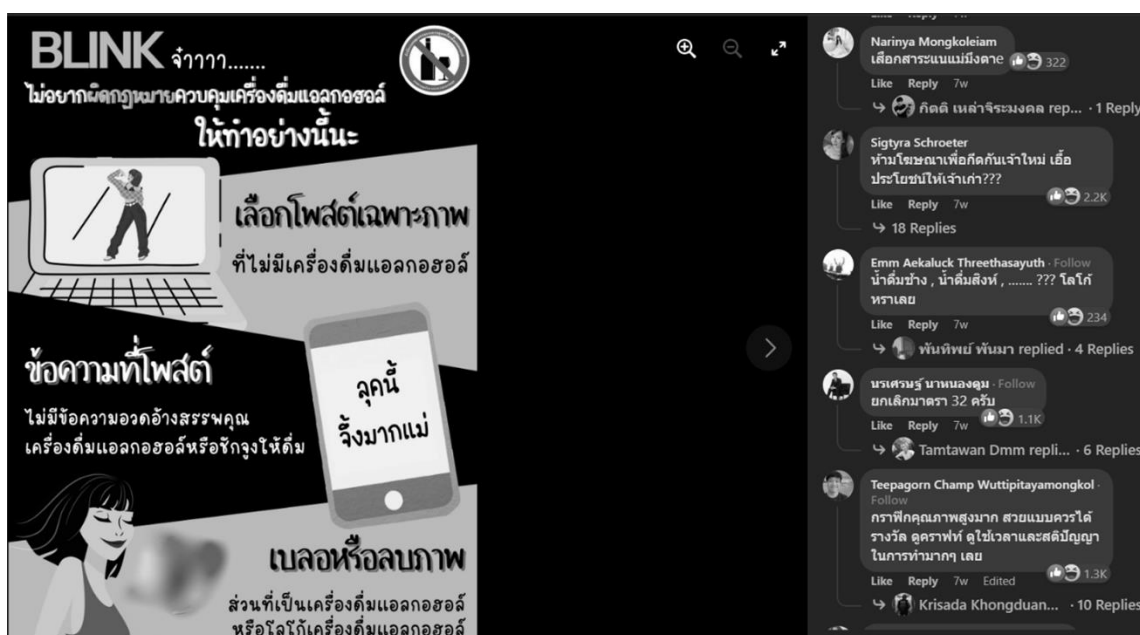 BLINK จ๋าาาา.......
ไม่อยากผิดกฎหมายควบคุมเครื่องดื่มแอลกอฮอล์
ให้ทำอย่างนี้นะ
เลือกโพสต์เฉพาะภาพ
ที่ไม่มีเครื่องดื่มแอลกอฮอล์
ข้อความที่โพสต์
ไม่มีข้อความอวดอ้างสรรพคุณ
เครื่องดื่มแอลกอฮอล์หรือชักจูงให้ดื่ม
ลุคนี้
จึ้งมากแม่
เบลอหรือลบภาพ
ส่วนที่เป็นเครื่องดื่มแอลกอฮอล์
หรือโลโก้เครื่องดื่มแอลกอฮอล์
Like Reply 7w
Narinya Mongkoleiam
เสือกสาระแนแม่มึงตาe 322
Like Reply 7w
กิตติ เหล่าจิระมงคล rep... · 1 Reply
Sigtyra Schroeter
ห้ามโฆษณาเพื่อกีดกันเจ้าใหม่ เอื้อ
ประโยชน์ให้เจ้าเก่า???
2.2K
Like Reply 7w
18 Replies
Emm Aekaluck Threethasayuth · Follow
น้ำดื่มช้าง , น้ำดื่มสิงห์ , ....... ??? โลโก้
หราเลย
234
Like Reply 7w
พันทิพย์ พันมา replied · 4 Replies
นรเศรษฐ์ นาหนองตูม · Follow
ยกเลิกมาตรา 32 ครับ
1.1K
Like Reply 7w
Tamtawan Dmm repli... · 6 Replies
Teepagorn Champ Wuttipitayamongkol ·
Follow
กราฟิกคุณภาพสูงมาก สวยแบบควรได้
รางวัล ดูคราฟท์ ดูใช้เวลาและสติปัญญา
ในการทำมากๆ เลย
1.3K
Like Reply 7w Edited
Krisada Khongduan... · 10 Replies